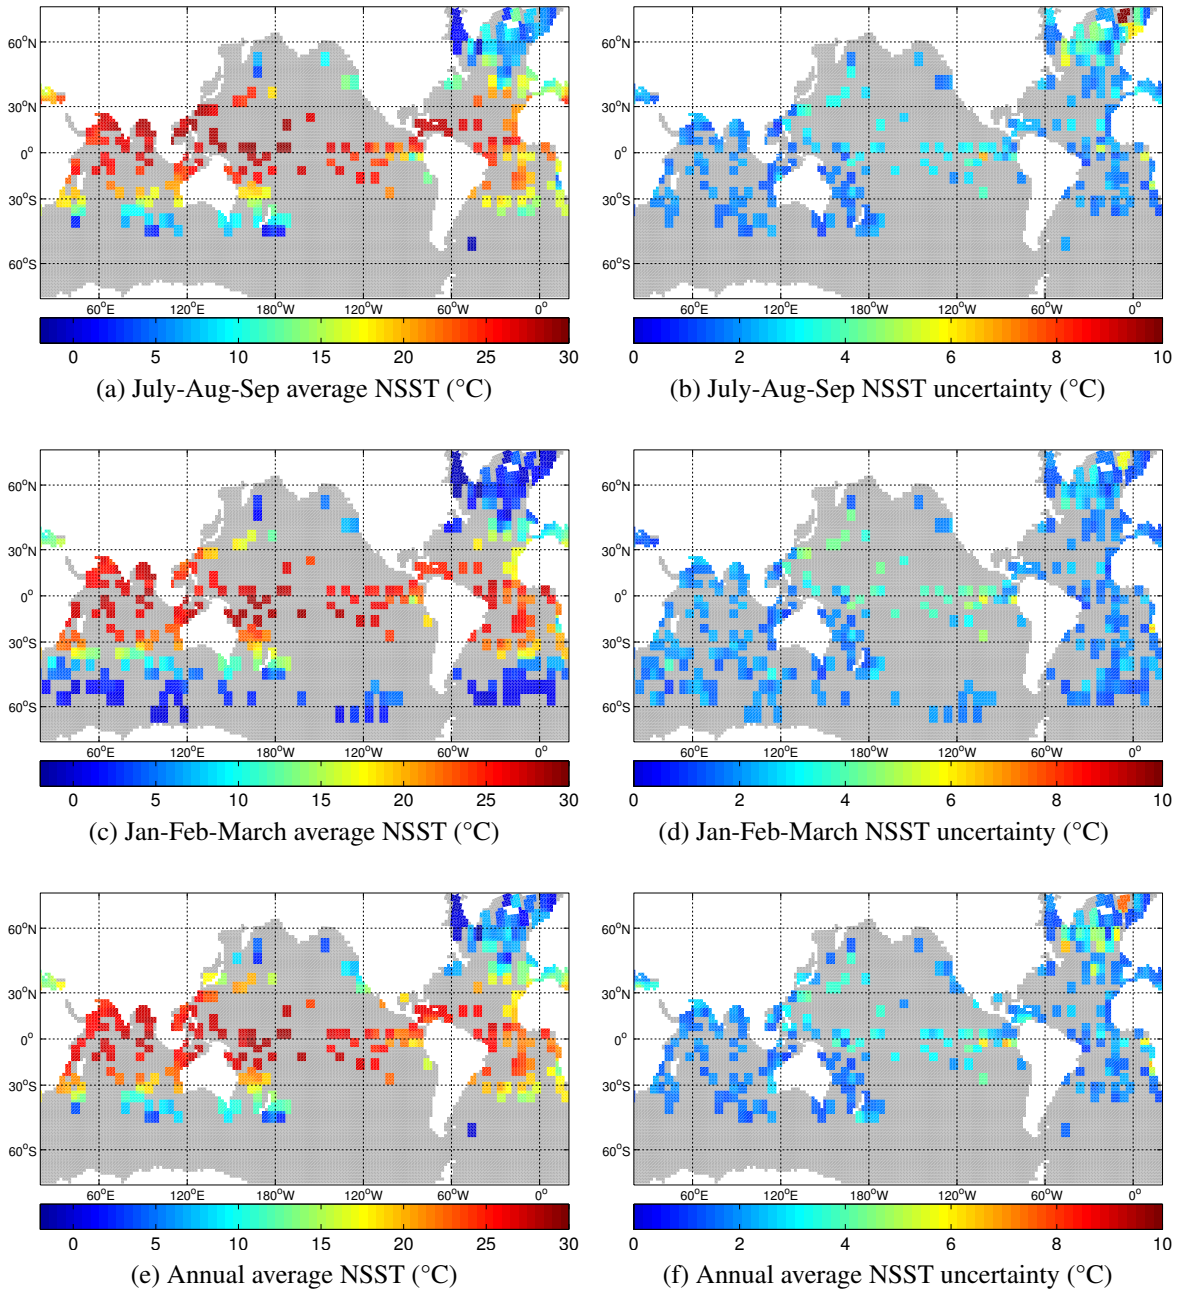 60°N
30°N
0°
30°S
60°S
60°E 120°E 180°W 120°W 60°W 0°
0 5 10 15 20 25 30
(a) July-Aug-Sep average NSST (°C)
60°N
30°N
0°
30°S
60°S
60°E 120°E 180°W 120°W 60°W 0°
0 2 4 6 8 10
(b) July-Aug-Sep NSST uncertainty (°C)
60°N
30°N
0°
30°S
60°S
60°E 120°E 180°W 120°W 60°W 0°
0 5 10 15 20 25 30
(c) Jan-Feb-March average NSST (°C)
60°N
30°N
0°
30°S
60°S
60°E 120°E 180°W 120°W 60°W 0°
0 2 4 6 8 10
(d) Jan-Feb-March NSST uncertainty (°C)
60°N
30°N
0°
30°S
60°S
60°E 120°E 180°W 120°W 60°W 0°
0 5 10 15 20 25 30
(e) Annual average NSST (°C)
60°N
30°N
0°
30°S
60°S
60°E 120°E 180°W 120°W 60°W 0°
0 2 4 6 8 10
(f) Annual average NSST uncertainty (°C)